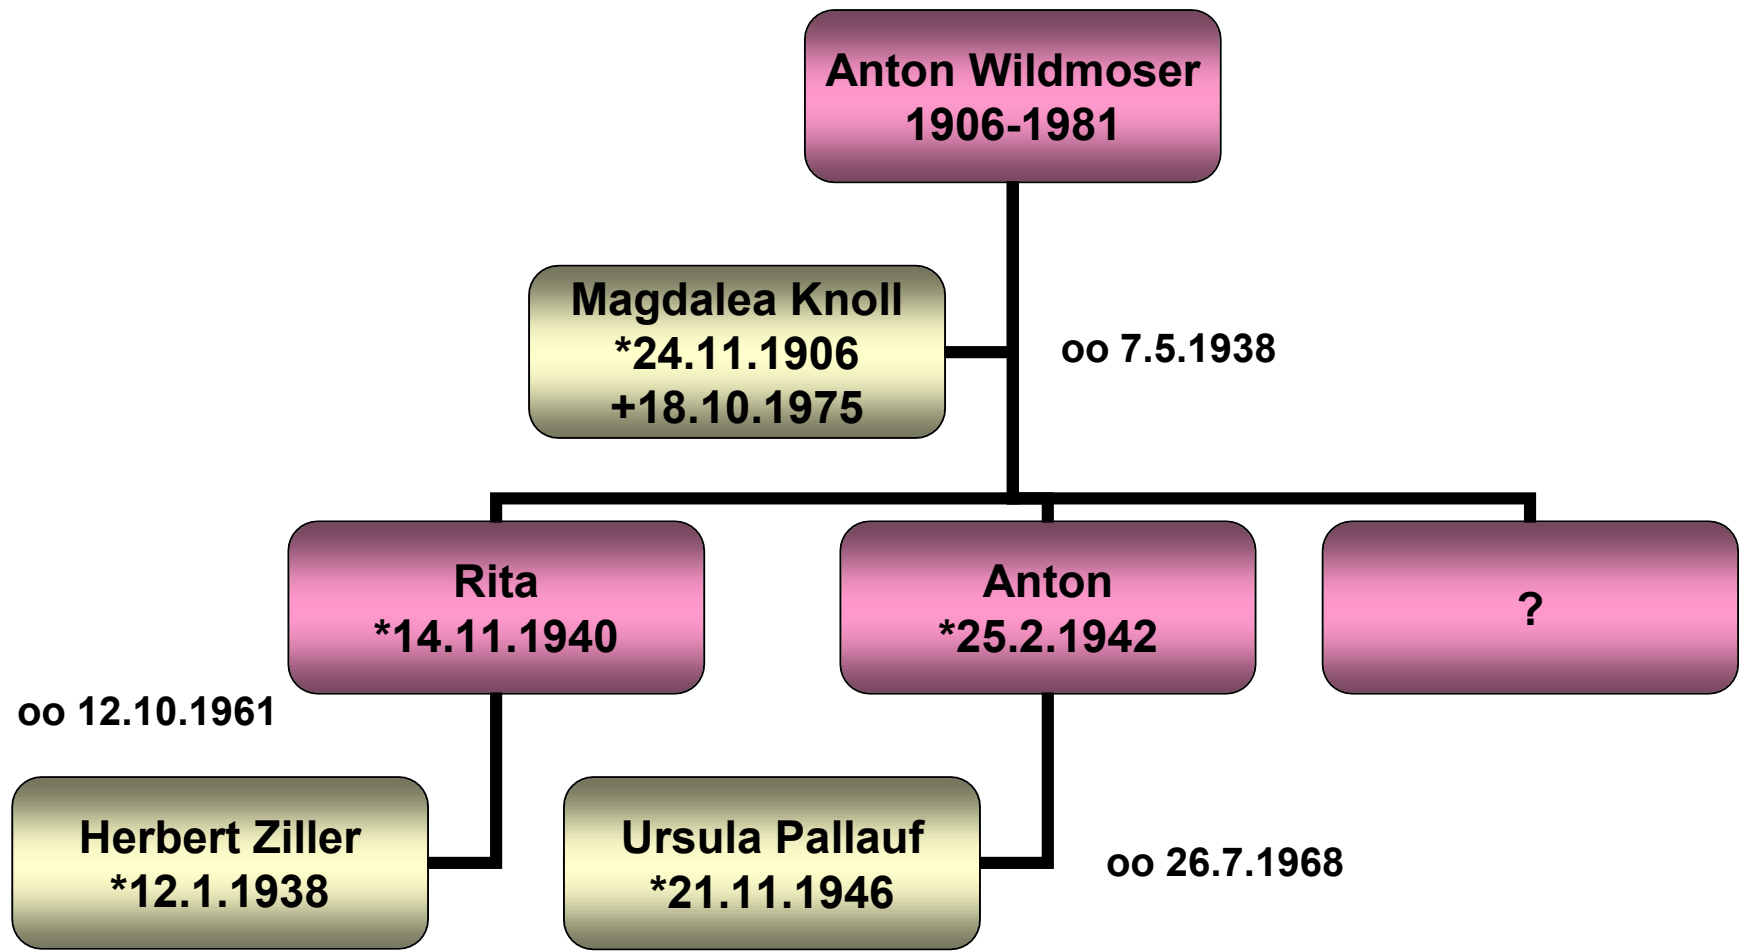 Anton Wildmoser
1906-1981
Magdalea Knoll
*24.11.1906
+18.10.1975
oo 7.5.1938
Rita
*14.11.1940
Anton
*25.2.1942
?
oo 12.10.1961
Herbert Ziller
*12.1.1938
Ursula Pallauf
*21.11.1946
oo 26.7.1968